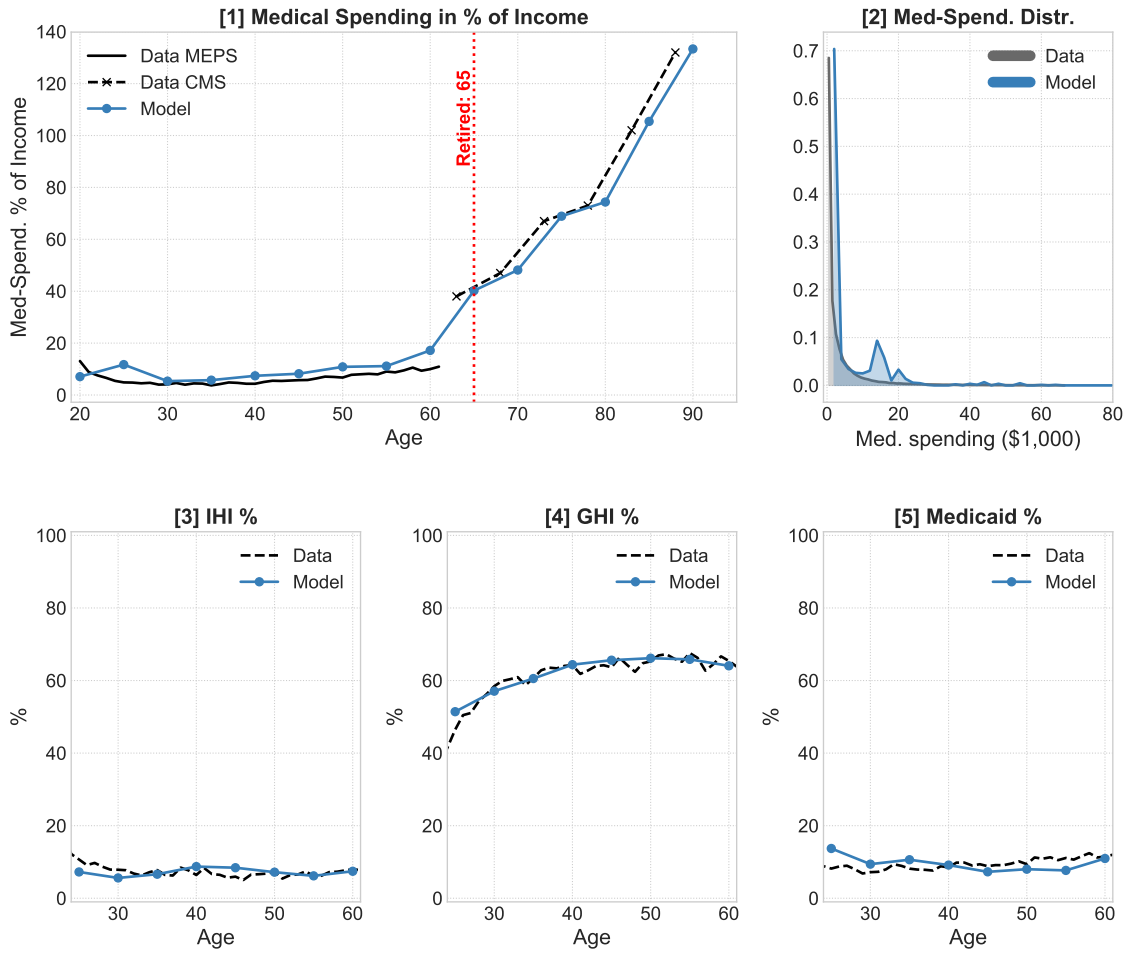 [1] Medical Spending in % of Income
140
120
100
80
60
40
20
0
Med-Spend. % of Income
Data MEPS
Data CMS
Model
Retired: 65
20 30 40 50 60 70 80 90
Age
[2] Med-Spend. Distr.
0.7
0.6
0.5
0.4
0.3
0.2
0.1
0.0
Data
Model
0 20 40 60 80
Med. spending ($1,000)
[3] IHI %
100
80
60
40
20
0
%
Data
Model
30 40 50 60
Age
[4] GHI %
100
80
60
40
20
0
%
Data
Model
30 40 50 60
Age
[5] Medicaid %
100
80
60
40
20
0
%
Data
Model
30 40 50 60
Age